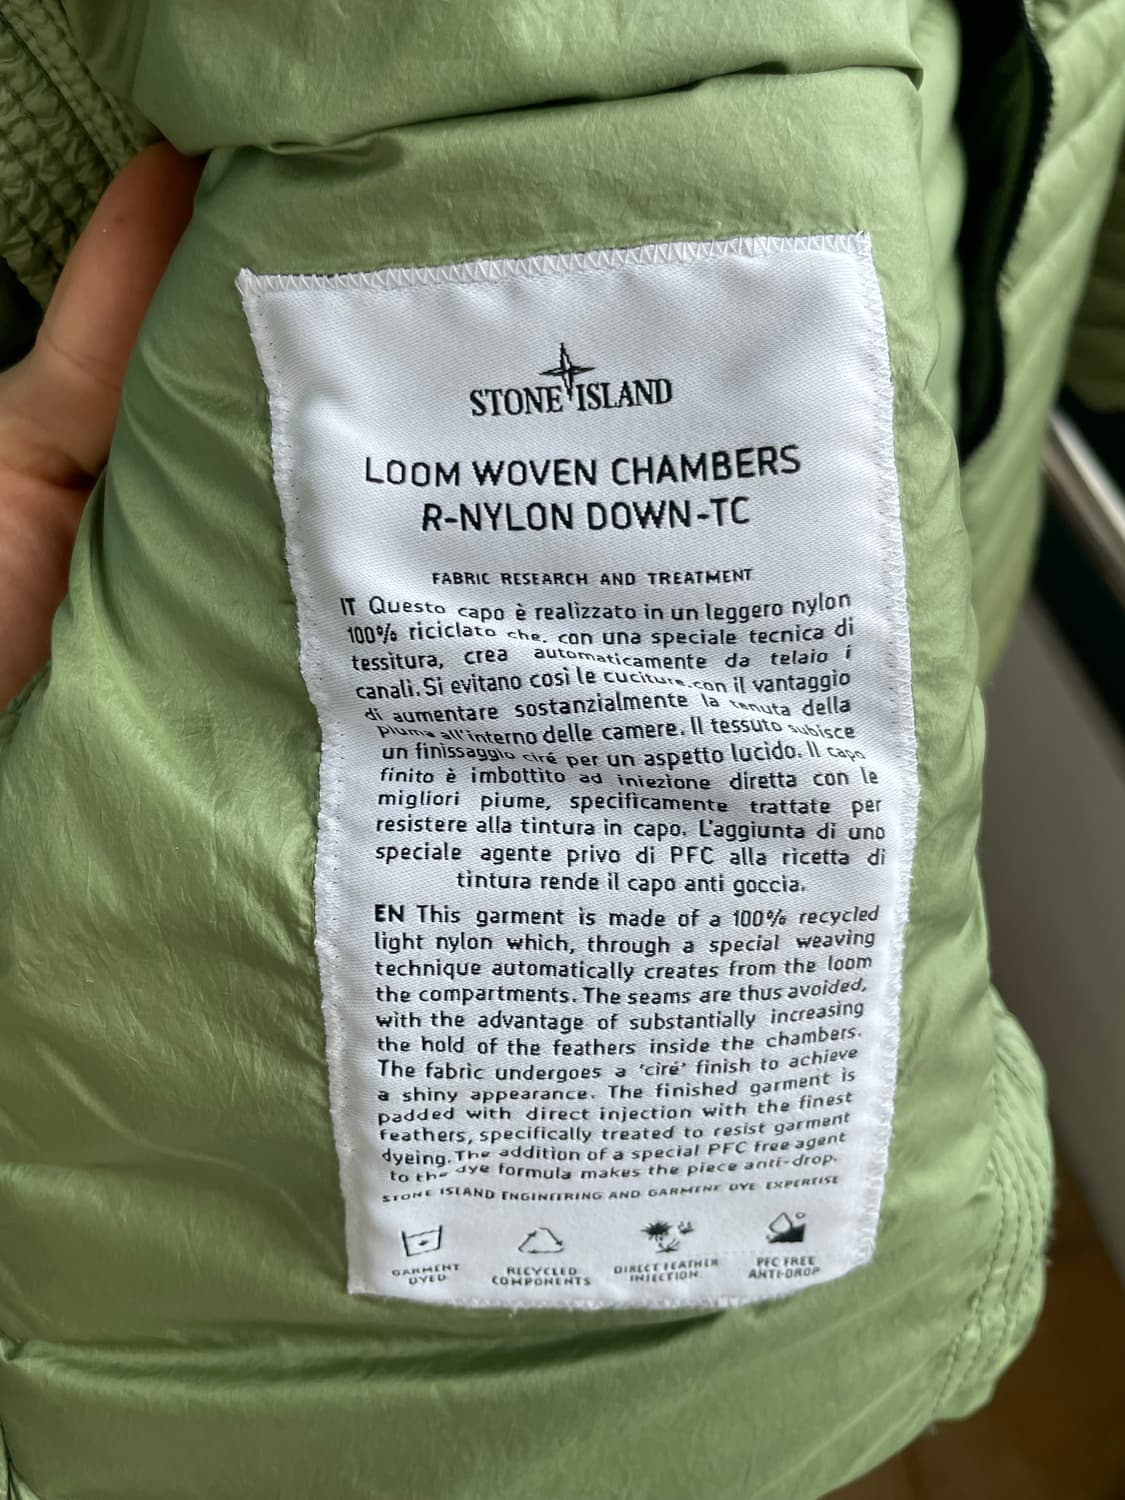 STONE ISLAND
LOOM WOVEN CHAMBERS
R-NYLON DOWN-TC
FABRIC RESEARCH AND TREATMENT
IT Questo capo è realizzato in un leggero nylon
100% riciclato che, con una speciale tecnica di
tessitura, crea automaticamente da telaio i
canali. Si evitano così le cuciture con il vantaggio
di aumentare sostanzialmente la tenuta della
piuma all'interno delle camere. Il tessuto subisce
un finissaggio ciré per un aspetto lucido. Il capo
finito è imbottito ad iniezione diretta con le
migliori piume, specificamente trattate per
resistere alla tintura in capo. L'aggiunta di uno
speciale agente privo di PFC alla ricetta di
tintura rende il capo anti goccia.
EN This garment is made of a 100% recycled
light nylon which, through a special weaving
technique automatically creates from the loom
the compartments. The seams are thus avoided,
with the advantage of substantially increasing
the hold of the feathers inside the chambers.
The fabric undergoes a 'ciré' finish to achieve
a shiny appearance. The finished garment is
padded with direct injection with the finest
feathers, specifically treated to resist garment
dyeing. The addition of a special PFC free agent
to the dye formula makes the piece anti-drop.
STONE ISLAND ENGINEERING AND GARMENT DYE EXPERTISE
GARMENT DYED
RECYCLED COMPONENTS
DIRECT FEATHER INJECTION
PFC FREE ANTI-DROP